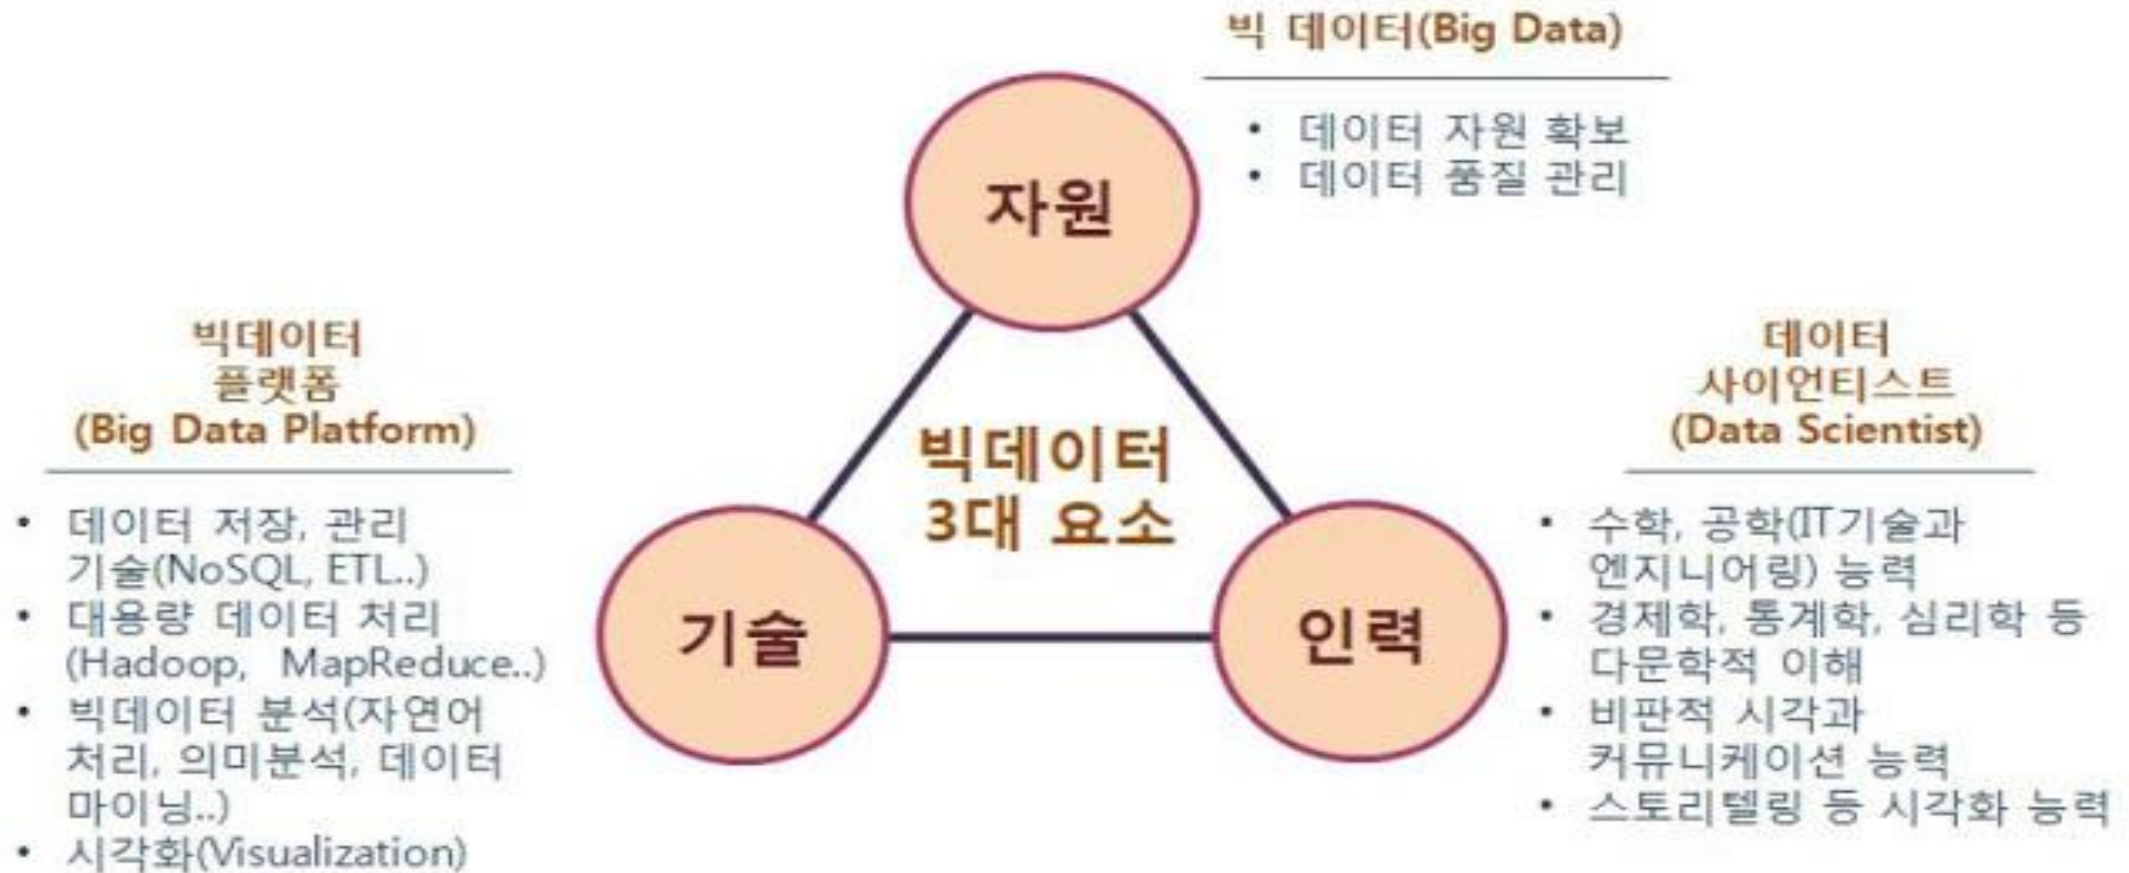 빅 데이터(Big Data)
• 데이터 자원 확보
• 데이터 품질 관리
자원
빅데이터
플랫폼
(Big Data Platform)
• 데이터 저장, 관리
기술(NoSQL, ETL..)
• 대용량 데이터 처리
(Hadoop, MapReduce..)
• 빅데이터 분석(자연어
처리, 의미분석, 데이터
마이닝..)
• 시각화(Visualization)
빅데이터
3대 요소
기술
인력
데이터
사이언티스트
(Data Scientist)
• 수학, 공학(IT기술과
엔지니어링) 능력
• 경제학, 통계학, 심리학 등
다문학적 이해
• 비판적 시각과
커뮤니케이션 능력
• 스토리텔링 등 시각화 능력